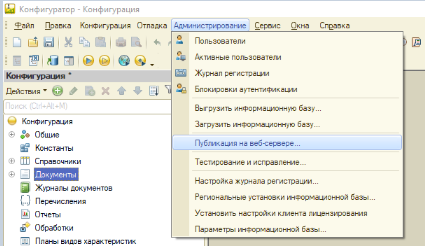 Конфигуратор - Конфигурация
Файл Правка Конфигурация Отладка Администрирование Сервис Окна Справка
Пользователи
Активные пользователи
Журнал регистрации
Блокировки аутентификации
Выгрузить информационную базу...
Загрузить информационную базу...
Публикация на веб-сервере...
Тестирование и исправление...
Настройка журнала регистрации...
Региональные установки информационной базы...
Установить настройки клиента лицензирования
Параметры информационной базы...
Конфигурация *
Действия
Поиск (Ctrl+Alt+M)
Конфигурация
Общие
Константы
Справочники
Документы
Журналы документов
Перечисления
Отчеты
Обработки
Планы видов характеристик